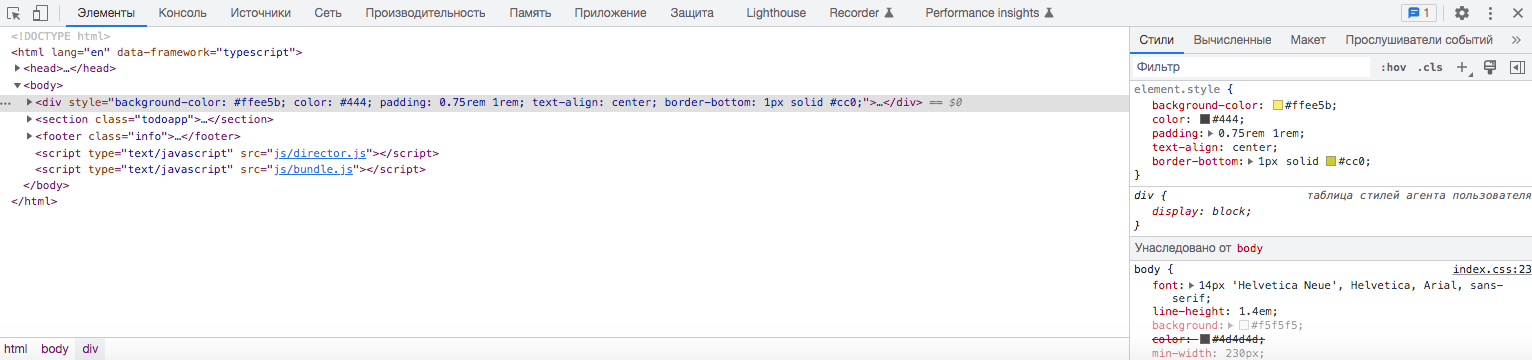 Элементы Консоль Источники Сеть Производительность Память Приложение Защита Lighthouse Recorder Performance insights 1
<!DOCTYPE html>
<html lang="en" data-framework="typescript">
<head>…</head>
<body>
<div style="background-color: #ffee5b; color: #444; padding: 0.75rem 1rem; text-align: center; border-bottom: 1px solid #cc0;">…</div> == $0
<section class="todoapp">…</section>
<footer class="info">…</footer>
<script type="text/javascript" src="js/director.js"></script>
<script type="text/javascript" src="js/bundle.js"></script>
</body>
</html>
html body div
Стили Вычисленные Макет Прослушиватели событий »
Фильтр :hov .cls +
element.style {
background-color: #ffee5b;
color: #444;
padding: 0.75rem 1rem;
text-align: center;
border-bottom: 1px solid #cc0;
}
div { таблица стилей агента пользователя
display: block;
}
Унаследовано от body
body { index.css:23
font: 14px 'Helvetica Neue', Helvetica, Arial, sans-
serif;
line-height: 1.4em;
background: #f5f5f5;
color: #4d4d4d;
min-width: 230px;